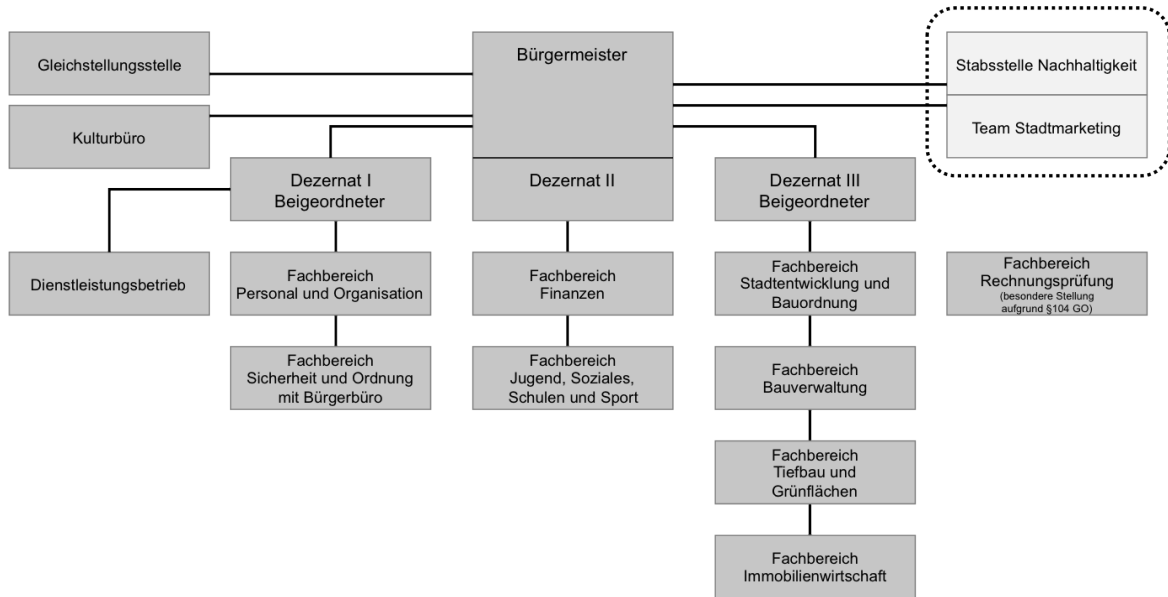 Gleichstellungsstelle
Bürgermeister
Stabsstelle Nachhaltigkeit
Kulturbüro
Team Stadtmarketing
Dezernat I
Beigeordneter
Dezernat II
Dezernat III
Beigeordneter
Dienstleistungsbetrieb
Fachbereich
Personal und Organisation
Fachbereich
Finanzen
Fachbereich
Stadtentwicklung und
Bauordnung
Fachbereich
Rechnungsprüfung
(besondere Stellung
aufgrund §104 GO)
Fachbereich
Sicherheit und Ordnung
mit Bürgerbüro
Fachbereich
Jugend, Soziales,
Schulen und Sport
Fachbereich
Bauverwaltung
Fachbereich
Tiefbau und
Grünflächen
Fachbereich
Immobilienwirtschaft